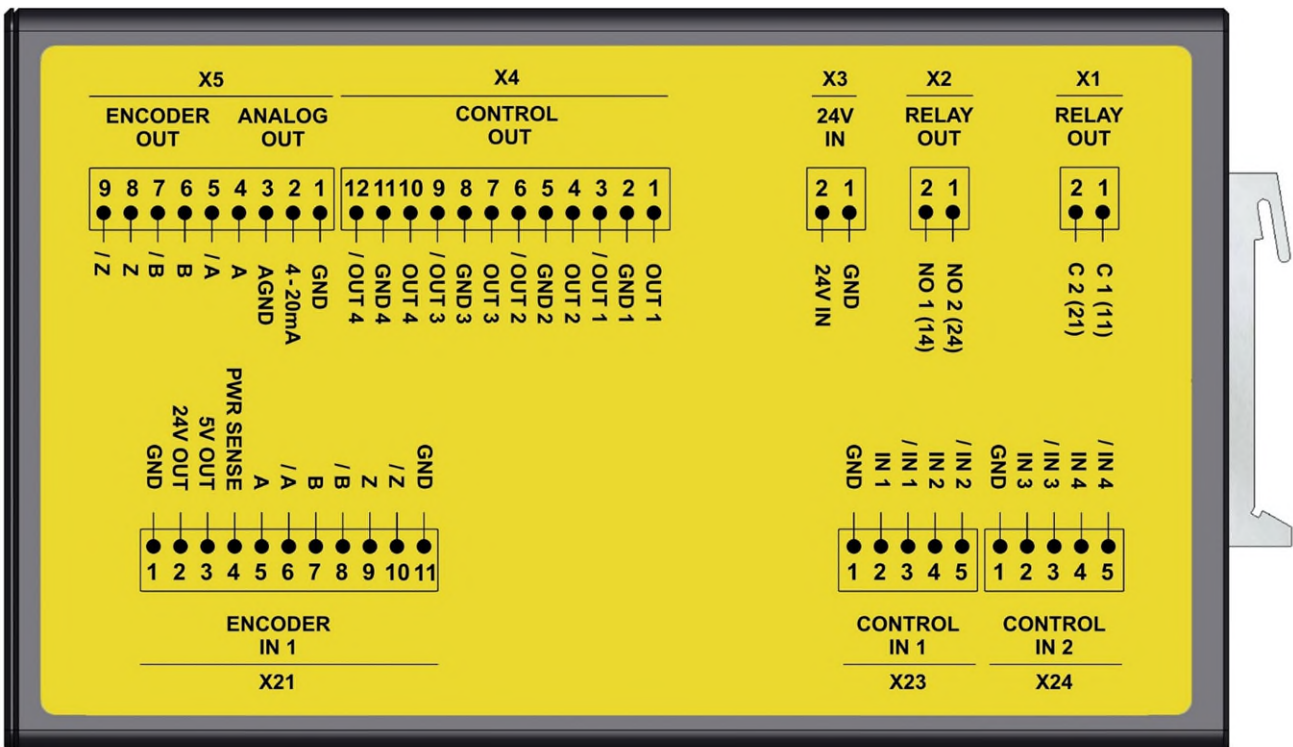 X5 X4 X3 X2 X1
ENCODER ANALOG CONTROL 24V RELAY RELAY
OUT OUT OUT IN OUT OUT
9 8 7 6 5 4 3 2 1 12 11 10 9 8 7 6 5 4 3 2 1 2 1 2 1 2 1
/ Z
Z
/ B
B
/ A
A
AGND
4 - 20mA
GND
/ OUT 4
GND 4
OUT 4
/ OUT 3
GND 3
OUT 3
/ OUT 2
GND 2
OUT 2
/ OUT 1
GND 1
OUT 1
24V IN
GND
NO 1 (14)
NO 2 (24)
C 2 (21)
C 1 (11)
GND
24V OUT
5V OUT
PWR SENSE
A
/ A
B
/ B
Z
/ Z
GND
GND
IN 1
/ IN 1
IN 2
/ IN 2
GND
IN 3
/ IN 3
IN 4
/ IN 4
1 2 3 4 5 6 7 8 9 10 11 1 2 3 4 5 1 2 3 4 5
ENCODER CONTROL CONTROL
IN 1 IN 1 IN 2
X21 X23 X24